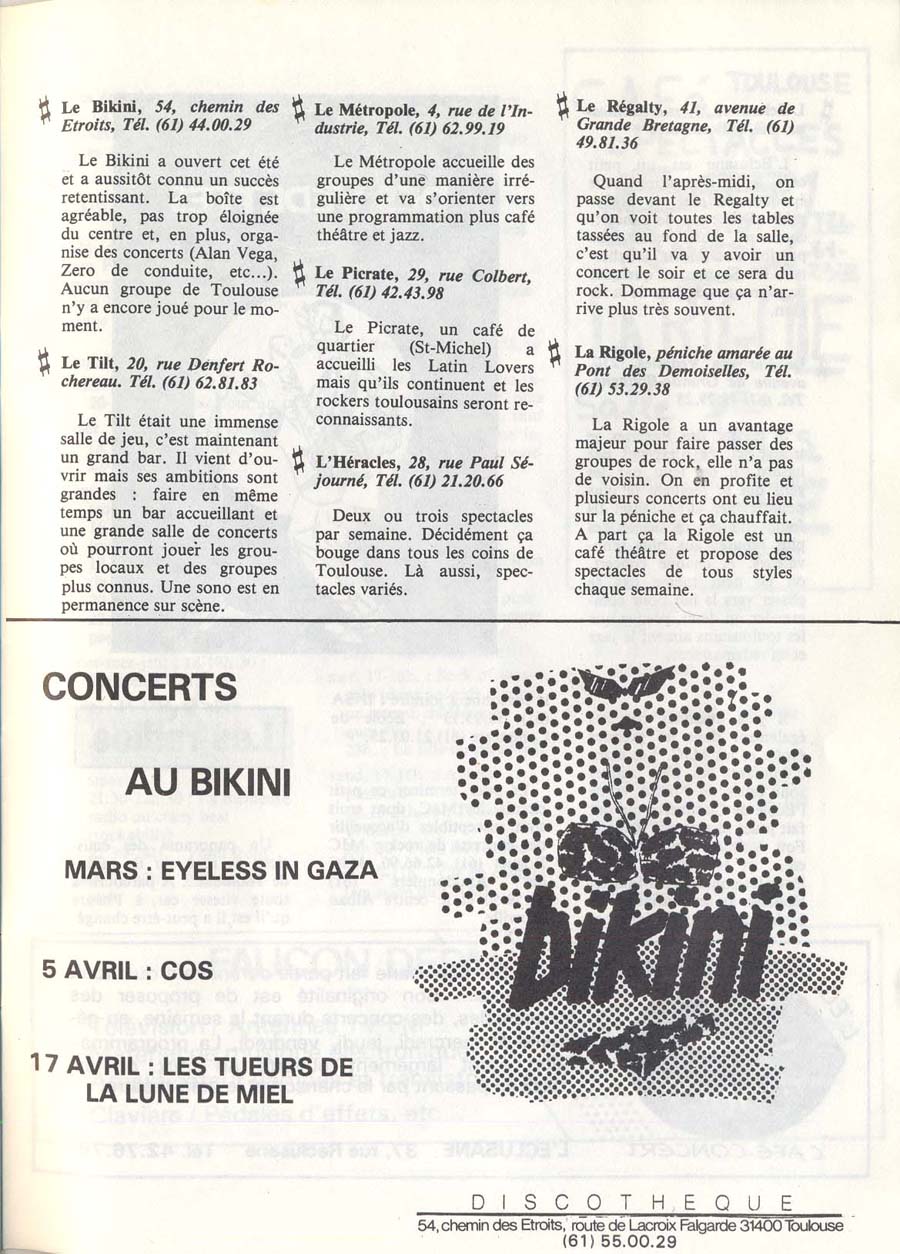 Le Bikini, 54, chemin des
Etroits, Tél. (61) 44.00.29
Le Bikini a ouvert cet été
et a aussitôt connu un succès
retentissant. La boîte est
agréable, pas trop éloignée
du centre et, en plus, orga-
nise des concerts (Alan Vega,
Zero de conduite, etc...).
Aucun groupe de Toulouse
n'y a encore joué pour le mo-
ment.
Le Tilt, 20, rue Denfert Ro-
chereau. Tél. (61) 62.81.83
Le Tilt était une immense
salle de jeu, c'est maintenant
un grand bar. Il vient d'ou-
vrir mais ses ambitions sont
grandes : faire en même
temps un bar accueillant et
une grande salle de concerts
où pourront jouer les grou-
pes locaux et des groupes
plus connus. Une sono est en
permanence sur scène.
Le Métropole, 4, rue de l'In-
dustrie, Tél. (61) 62.99.19
Le Métropole accueille des
groupes d'une manière irré-
gulière et va s'orienter vers
une programmation plus café
théâtre et jazz.
Le Picrate, 29, rue Colbert,
Tél. (61) 42.43.98
Le Picrate, un café de
quartier (St-Michel) a
accueilli les Latin Lovers
mais qu'ils continuent et les
rockers toulousains seront re-
connaissants.
L'Héracles, 28, rue Paul Sé-
journé, Tél. (61) 21.20.66
Deux ou trois spectacles
par semaine. Décidément ça
bouge dans tous les coins de
Toulouse. Là aussi, spec-
tacles variés.
Le Régalty, 41, avenue de
Grande Bretagne, Tél. (61)
49.81.36
Quand l'après-midi, on
passe devant le Regalty et
qu'on voit toutes les tables
tassées au fond de la salle,
c'est qu'il va y avoir un
concert le soir et ce sera du
rock. Dommage que ça n'ar-
rive plus très souvent.
La Rigole, péniche amarée au
Pont des Demoiselles, Tél.
(61) 53.29.38
La Rigole a un avantage
majeur pour faire passer des
groupes de rock, elle n'a pas
de voisin. On en profite et
plusieurs concerts ont eu lieu
sur la péniche et ça chauffait.
A part ça la Rigole est un
café théâtre et propose des
spectacles de tous styles
chaque semaine.
CONCERTS
AU BIKINI
MARS : EYELESS IN GAZA
5 AVRIL : COS
17 AVRIL : LES TUEURS DE
LA LUNE DE MIEL
bikini
DISCOTHEQUE
54, chemin des Etroits, route de Lacroix Falgarde 31400 Toulouse
(61) 55.00.29